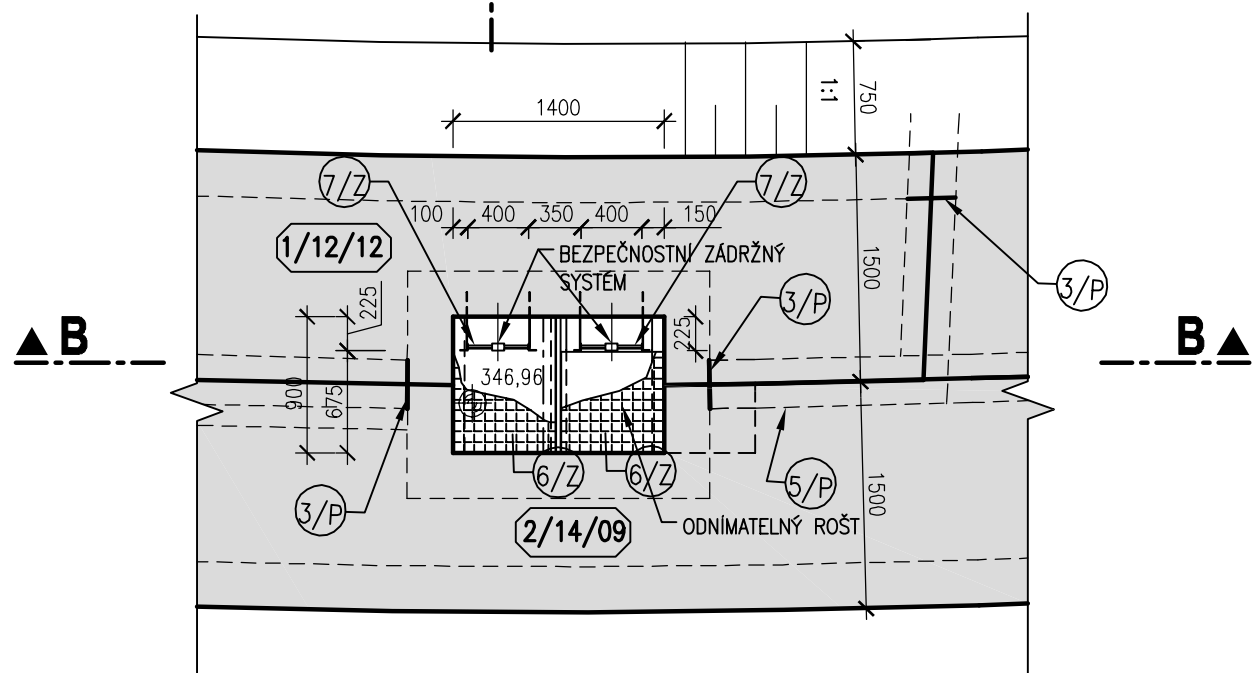 1:1
750
1400
7/Z
7/Z
100
400
350
400
150
1/12/12
BEZPEČNOSTNÍ ZÁDRŽNÝ
SYSTÉM
1500
3/P
3/P
225
225
B
B
346,96
900
675
6/Z
6/Z
5/P
3/P
2/14/09
ODNÍMATELNÝ ROŠT
1500